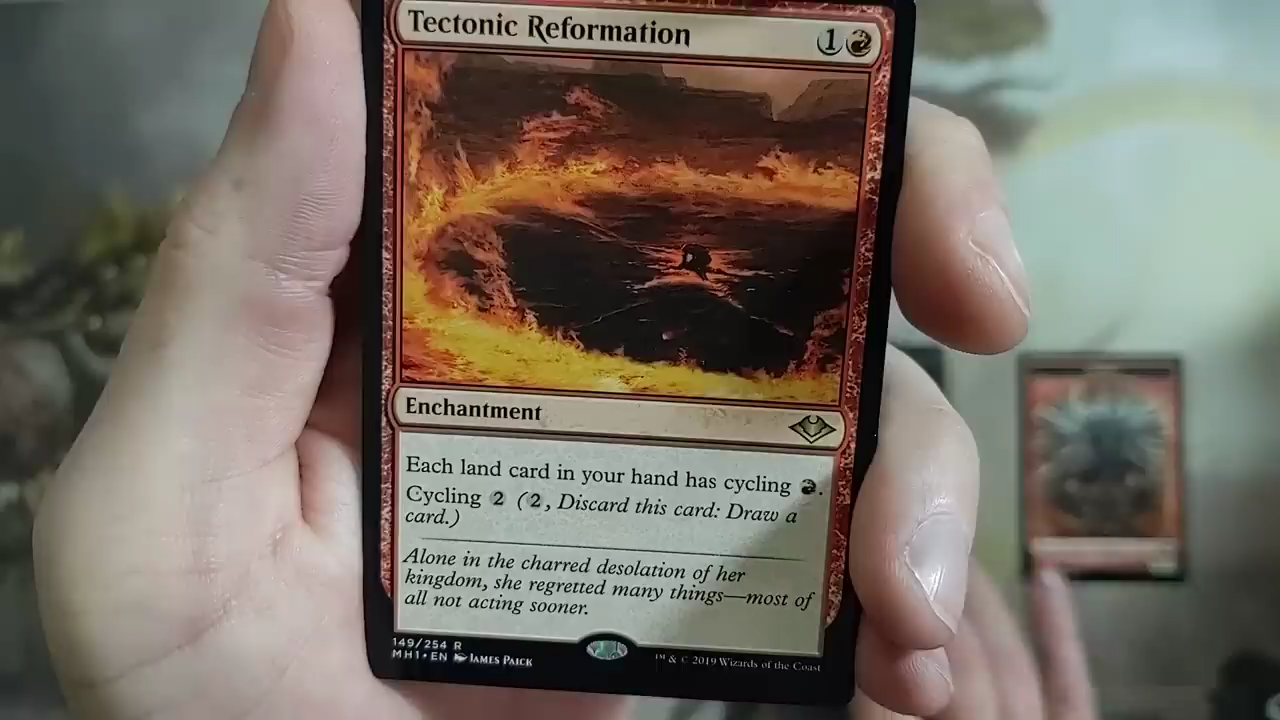 Tectonic Reformation 1
Enchantment
Each land card in your hand has cycling .
Cycling 2 (2, Discard this card: Draw a
card.)
Alone in the charred desolation of her
kingdom, she regretted many things—most of
all not acting sooner.
149/254 R
MH1•EN JAMES PAICK
™ & © 2019 Wizards of the Coast